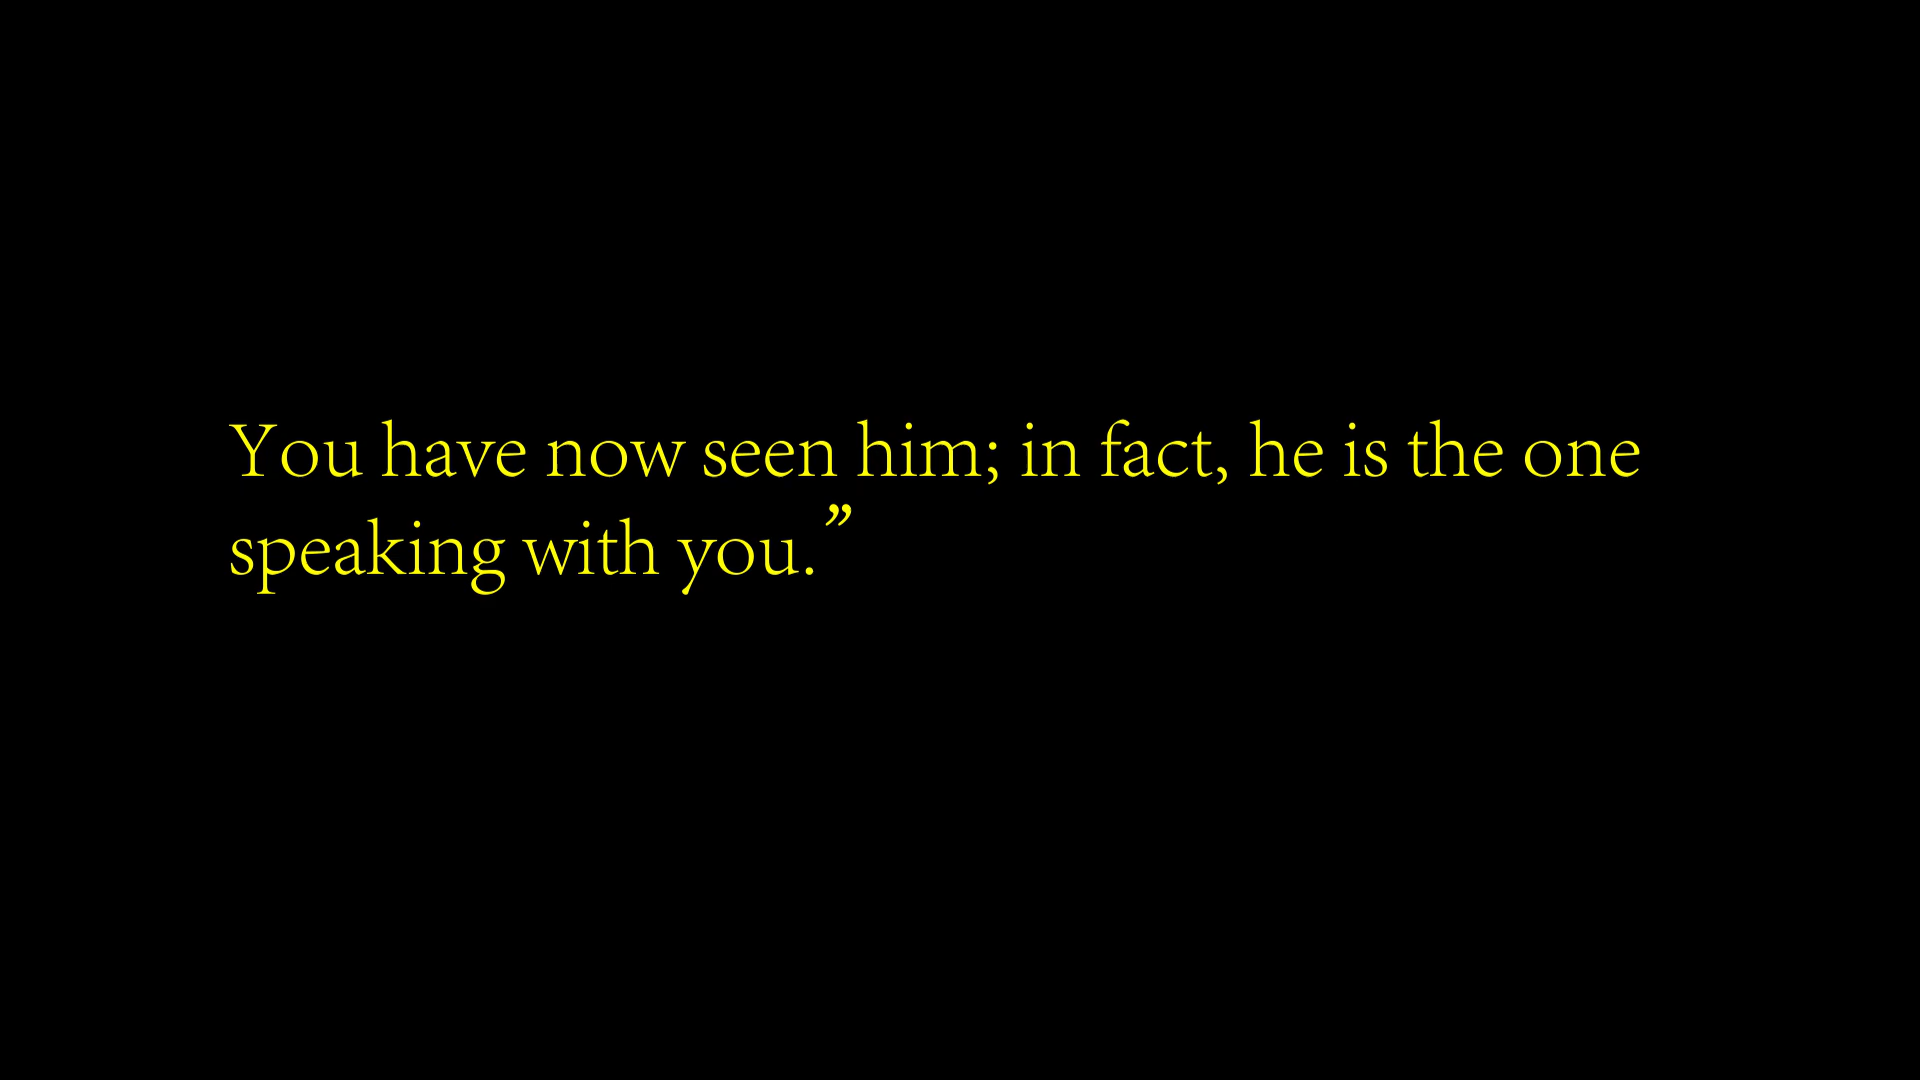 You have now seen him; in fact, he is the one
speaking with you.”